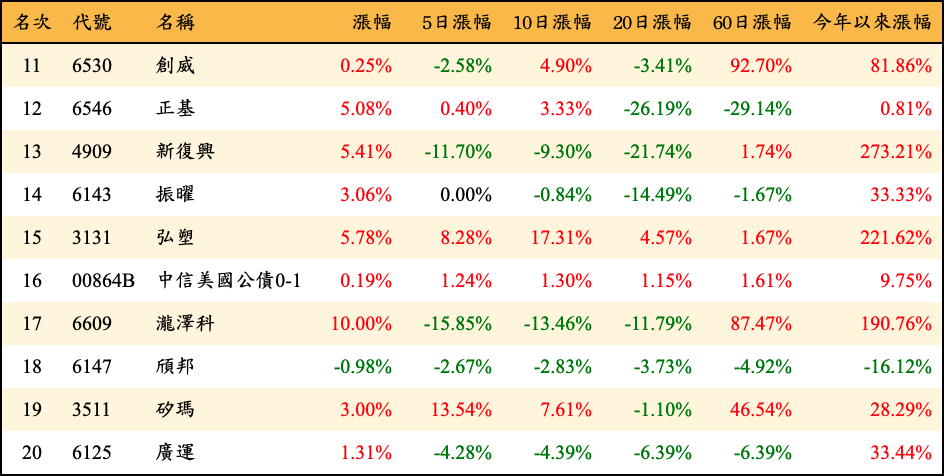 名次 代號 名稱 漲幅 5日漲幅 10日漲幅 20日漲幅 60日漲幅 今年以來漲幅
11 6530 創威 0.25% -2.58% 4.90% -3.41% 92.70% 81.86%
12 6546 正基 5.08% 0.40% 3.33% -26.19% -29.14% 0.81%
13 4909 新復興 5.41% -11.70% -9.30% -21.74% 1.74% 273.21%
14 6143 振曜 3.06% 0.00% -0.84% -14.49% -1.67% 33.33%
15 3131 弘塑 5.78% 8.28% 17.31% 4.57% 1.67% 221.62%
16 00864B 中信美國公債0-1 0.19% 1.24% 1.30% 1.15% 1.61% 9.75%
17 6609 瀧澤科 10.00% -15.85% -13.46% -11.79% 87.47% 190.76%
18 6147 頎邦 -0.98% -2.67% -2.83% -3.73% -4.92% -16.12%
19 3511 矽瑪 3.00% 13.54% 7.61% -1.10% 46.54% 28.29%
20 6125 廣運 1.31% -4.28% -4.39% -6.39% -6.39% 33.44%